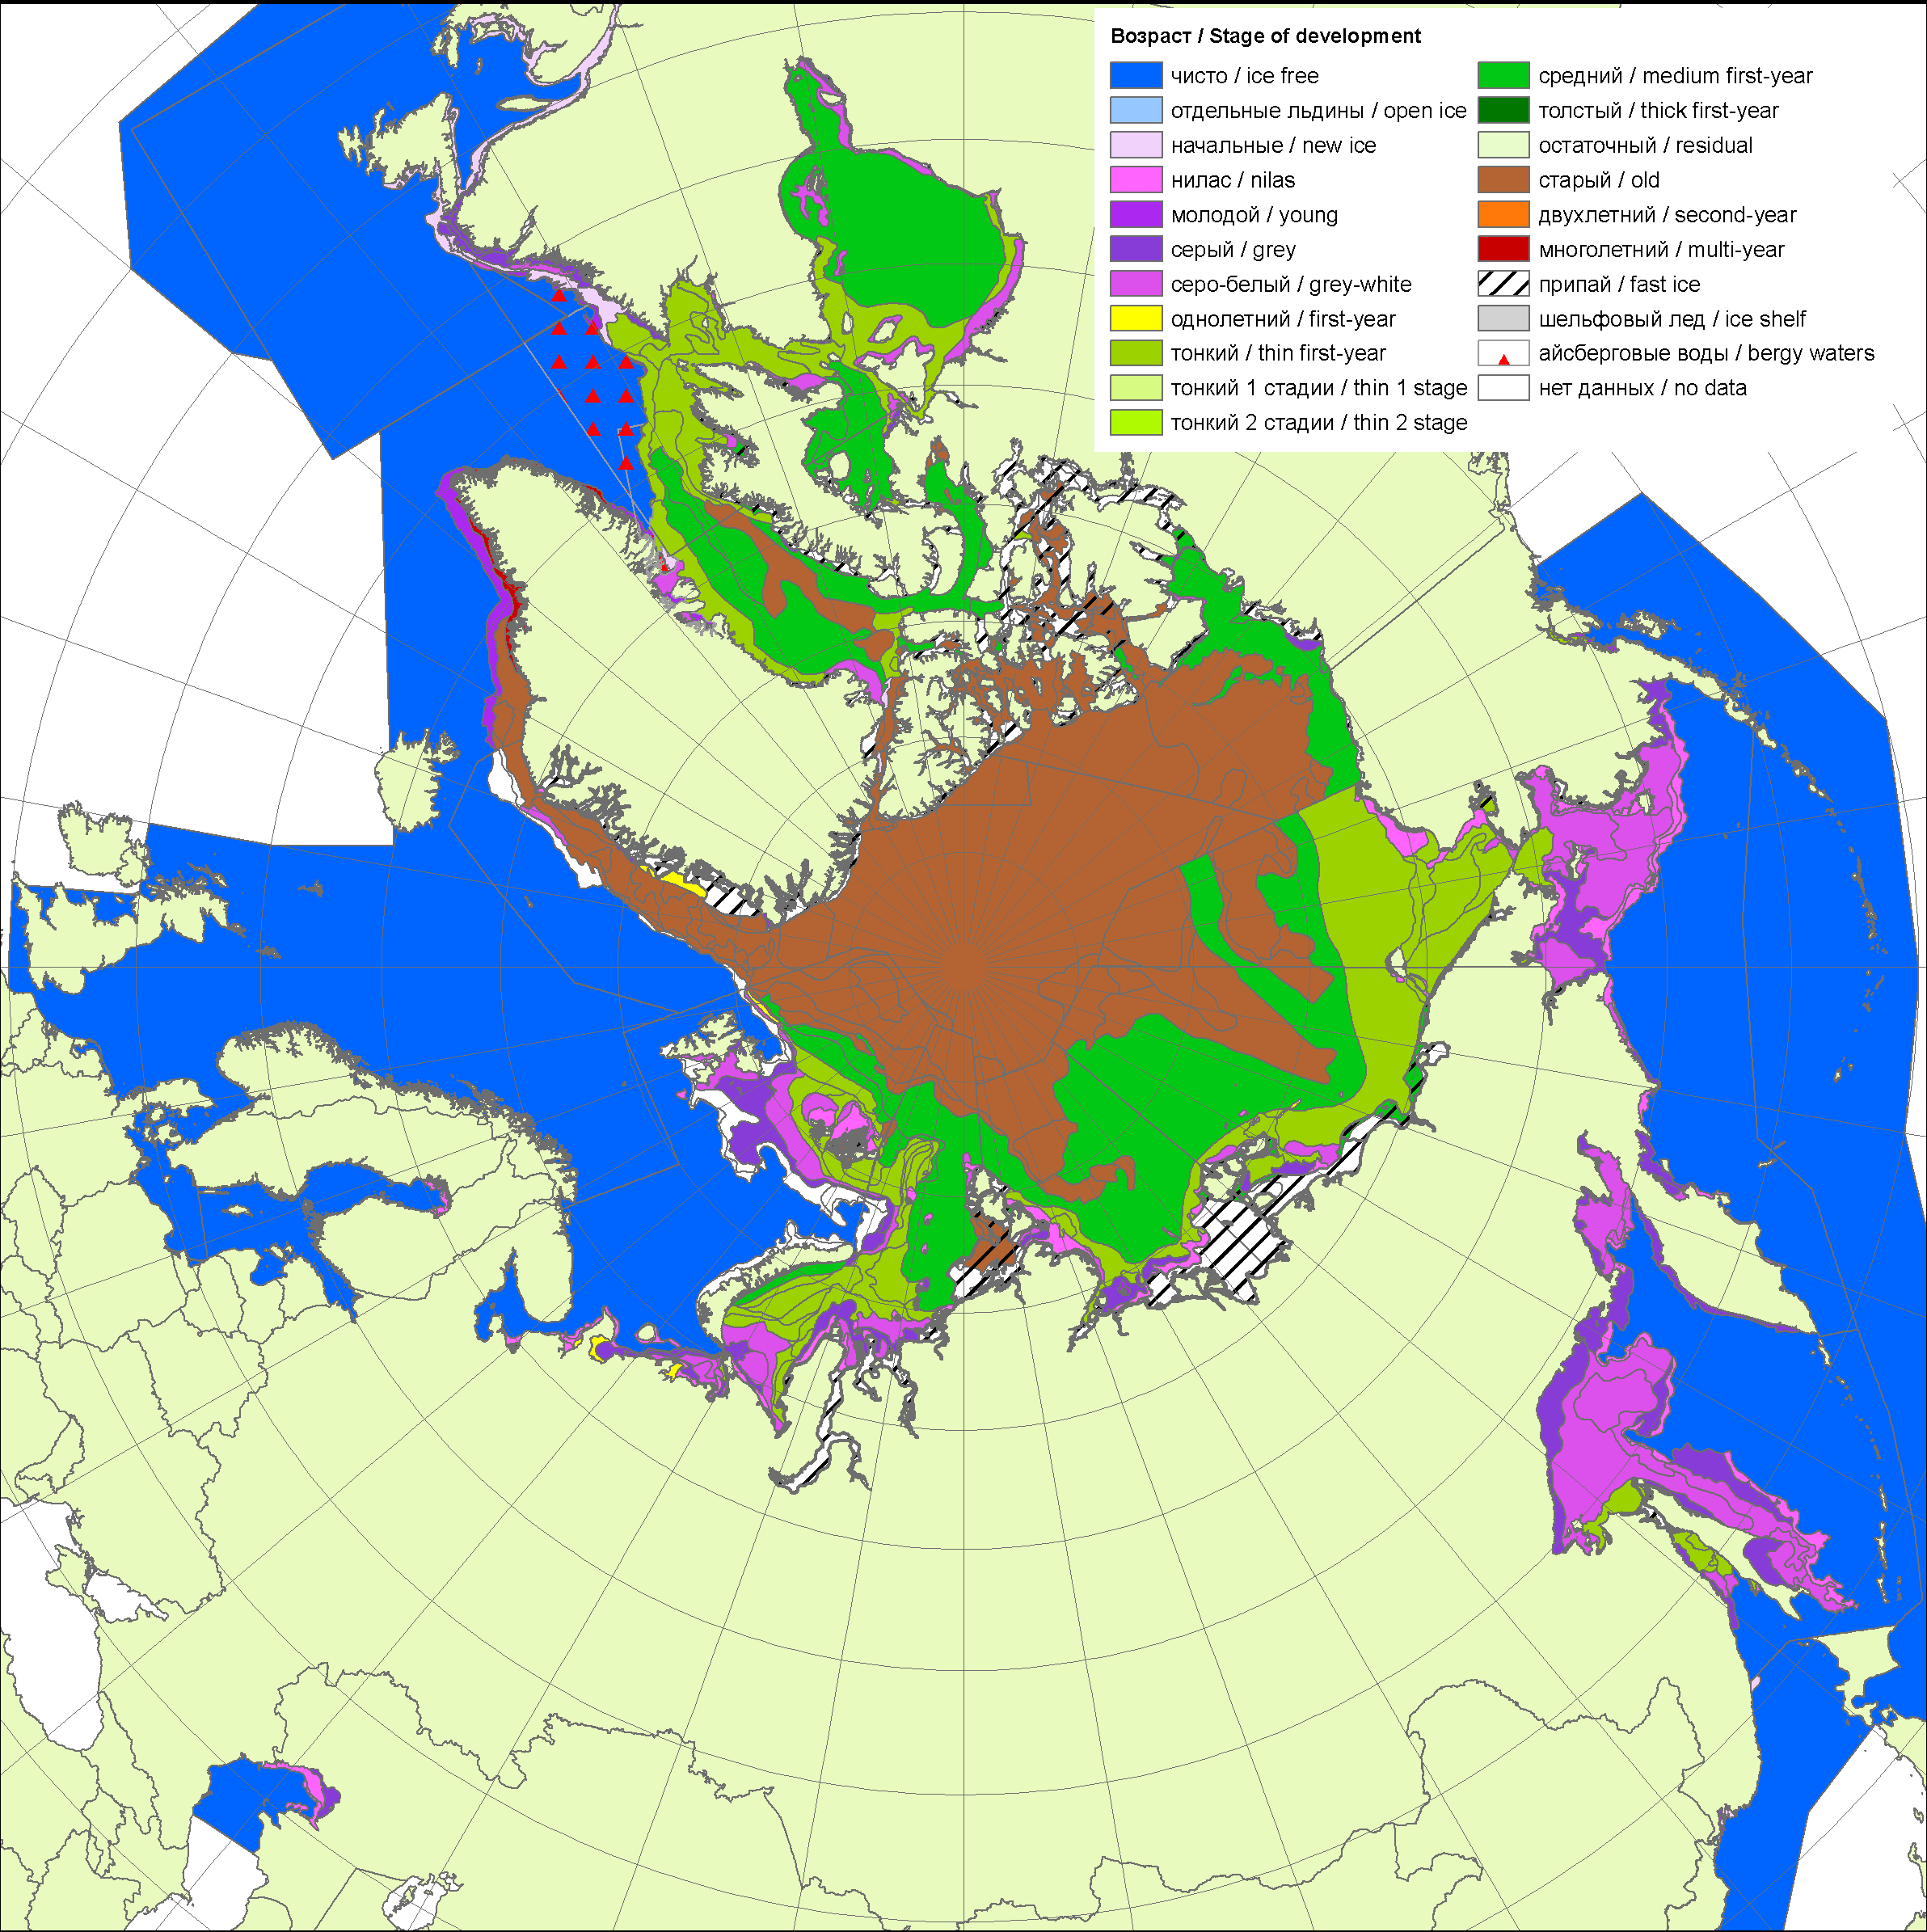 Возраст / Stage of development
чисто / ice free
отдельные льдины / open ice
начальные / new ice
нилас / nilas
молодой / young
серый / grey
серо-белый / grey-white
однолетний / first-year
тонкий / thin first-year
тонкий 1 стадии / thin 1 stage
тонкий 2 стадии / thin 2 stage
средний / medium first-year
толстый / thick first-year
остаточный / residual
старый / old
двухлетний / second-year
многолетний / multi-year
припай / fast ice
шельфовый лед / ice shelf
айсберговые воды / bergy waters
нет данных / no data